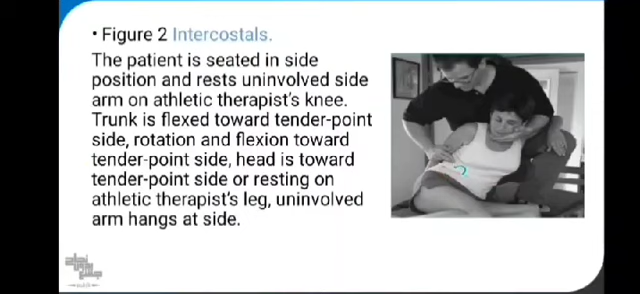 • Figure 2 Intercostals.
The patient is seated in side
position and rests uninvolved side
arm on athletic therapist's knee.
Trunk is flexed toward tender-point
side, rotation and flexion toward
tender-point side, head is toward
tender-point side or resting on
athletic therapist's leg, uninvolved
arm hangs at side.